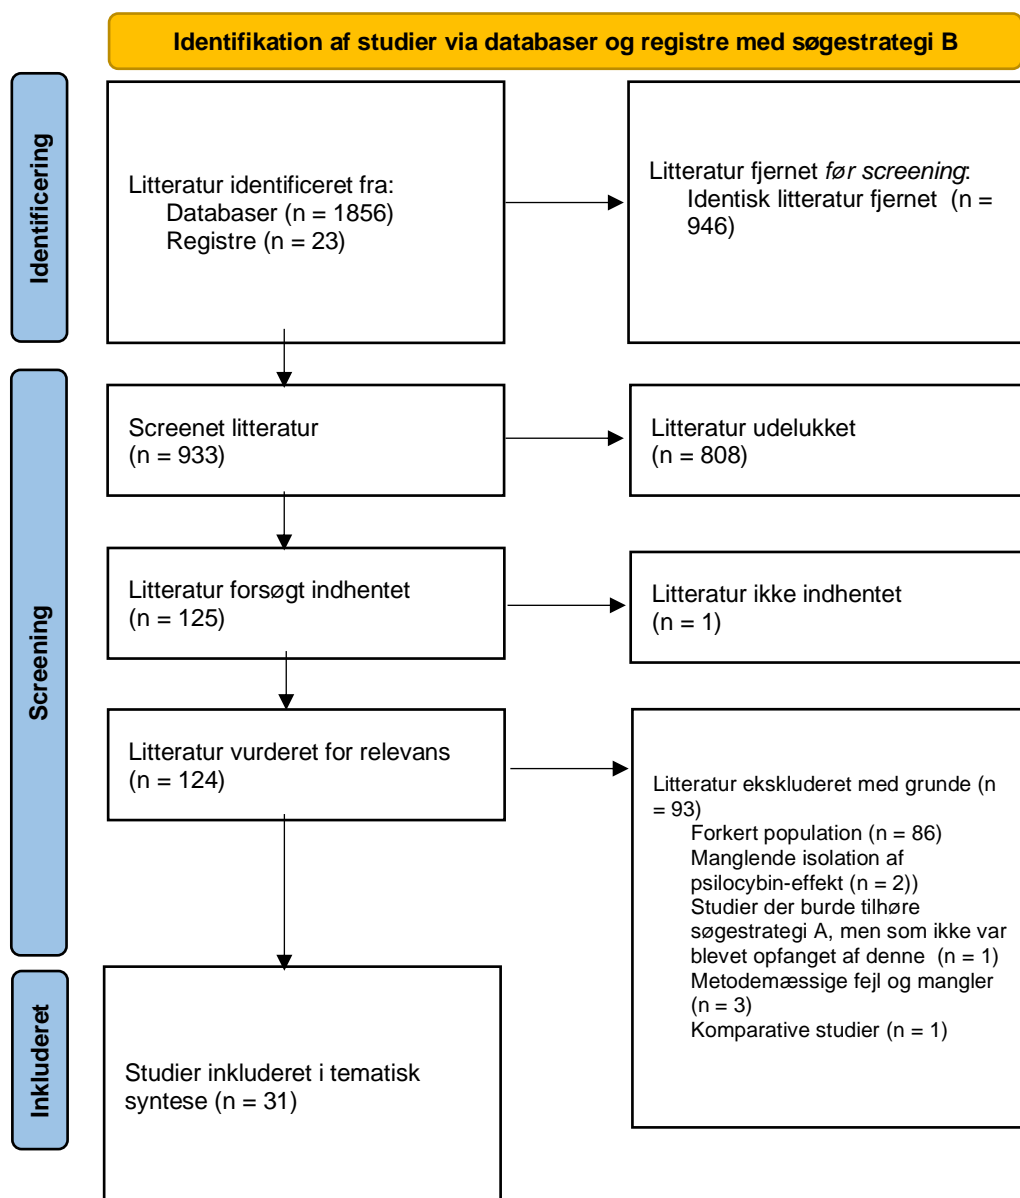 Identifikation af studier via databaser og registre med søgestrategi B
Identificering
Litteratur identificeret fra:
Databaser (n = 1856)
Registre (n = 23)
Litteratur fjernet før screening:
Identisk litteratur fjernet  (n =
946)
Screening
Screenet litteratur
(n = 933)
Litteratur udelukket
(n = 808)
Litteratur forsøgt indhentet
(n = 125)
Litteratur ikke indhentet
(n = 1)
Litteratur vurderet for relevans
(n = 124)
Litteratur ekskluderet med grunde (n
= 93)
Forkert population (n = 86)
Manglende isolation af
psilocybin-effekt (n = 2))
Studier der burde tilhøre
søgestrategi A, men som ikke var
blevet opfanget af denne  (n = 1)
Metodemæssige fejl og mangler
(n = 3)
Komparative studier (n = 1)
Inkluderet
Studier inkluderet i tematisk
syntese (n = 31)